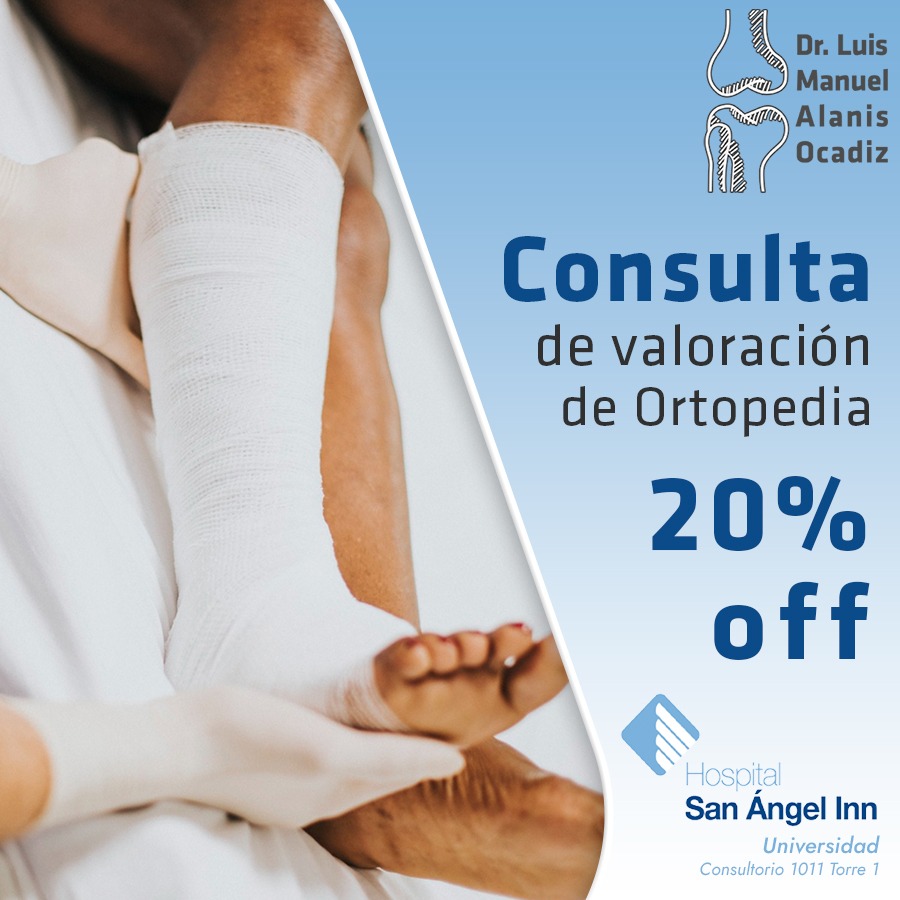 Dr. Luis
Manuel
Alanis
Ocadiz
Consulta
de valoración
de Ortopedia
20%
off
Hospital
San Ángel Inn
Universidad
Consultorio 1011 Torre 1